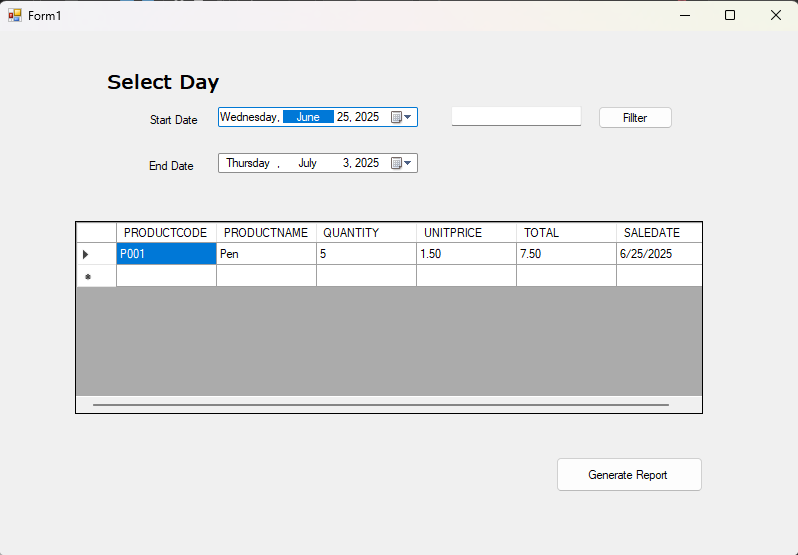 Form1
Select Day
Start Date Wednesday, June 25, 2025 Fillter
End Date Thursday , July 3, 2025
PRODUCTCODE PRODUCTNAME QUANTITY UNITPRICE TOTAL SALEDATE
P001 Pen 5 1.50 7.50 6/25/2025
Generate Report